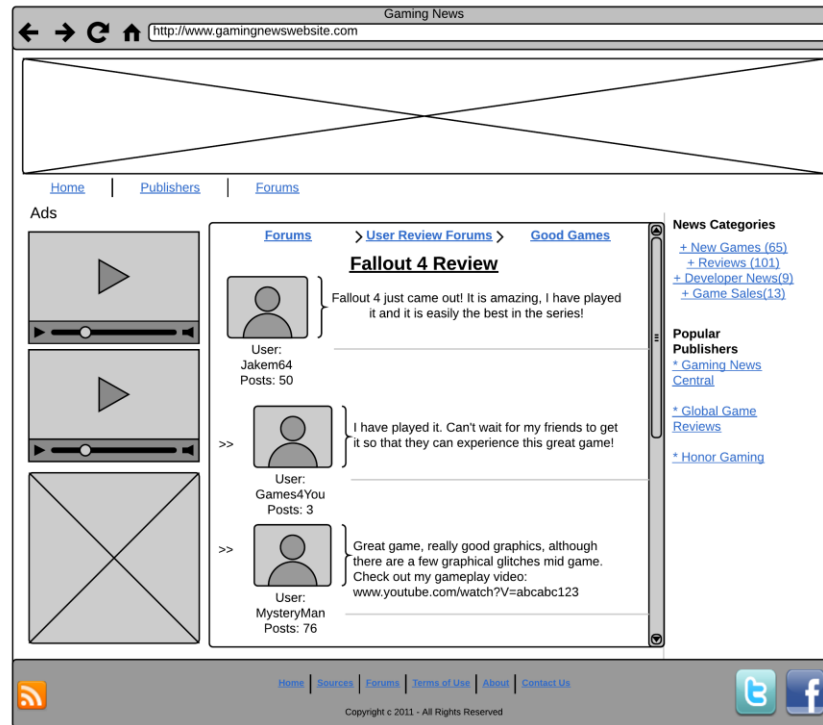 Gaming News
http://www.gamingnewswebsite.com
Home
Publishers
Forums
Ads
Forums
User Review Forums
Good Games
Fallout 4 Review
Fallout 4 just came out! It is amazing, I have played
it and it is easily the best in the series!
User:
Jakem64
Posts: 50
>>
I have played it. Can't wait for my friends to get
it so that they can experience this great game!
User:
Games4You
Posts: 3
>>
Great game, really good graphics, although
there are a few graphical glitches mid game.
Check out my gameplay video:
www.youtube.com/watch?V=abcabc123
User:
MysteryMan
Posts: 76
News Categories
+ New Games (65)
+ Reviews (101)
+ Developer News(9)
+ Game Sales(13)
Popular
Publishers
* Gaming News
Central
* Global Game
Reviews
* Honor Gaming
Home
Sources
Forums
Terms of Use
About
Contact Us
Copyright c 2011 - All Rights Reserved